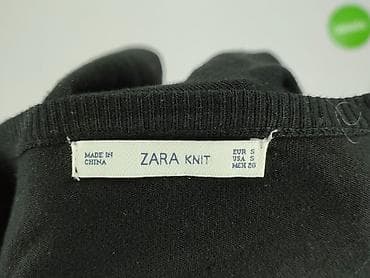 MADE IN
CHINA
ZARA KNIT
EUR S
USA S
MEX 26